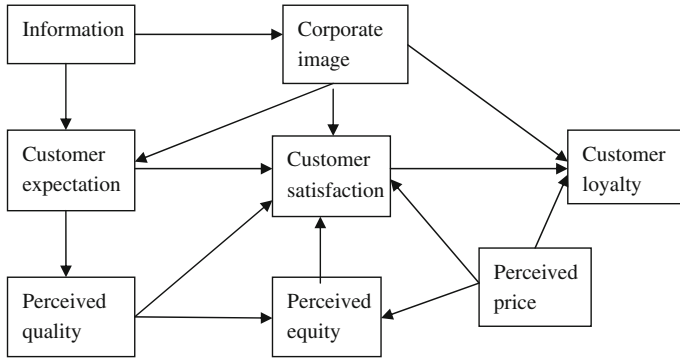 Information
Corporate
image
Customer
expectation
Customer
satisfaction
Customer
loyalty
Perceived
quality
Perceived
equity
Perceived
price